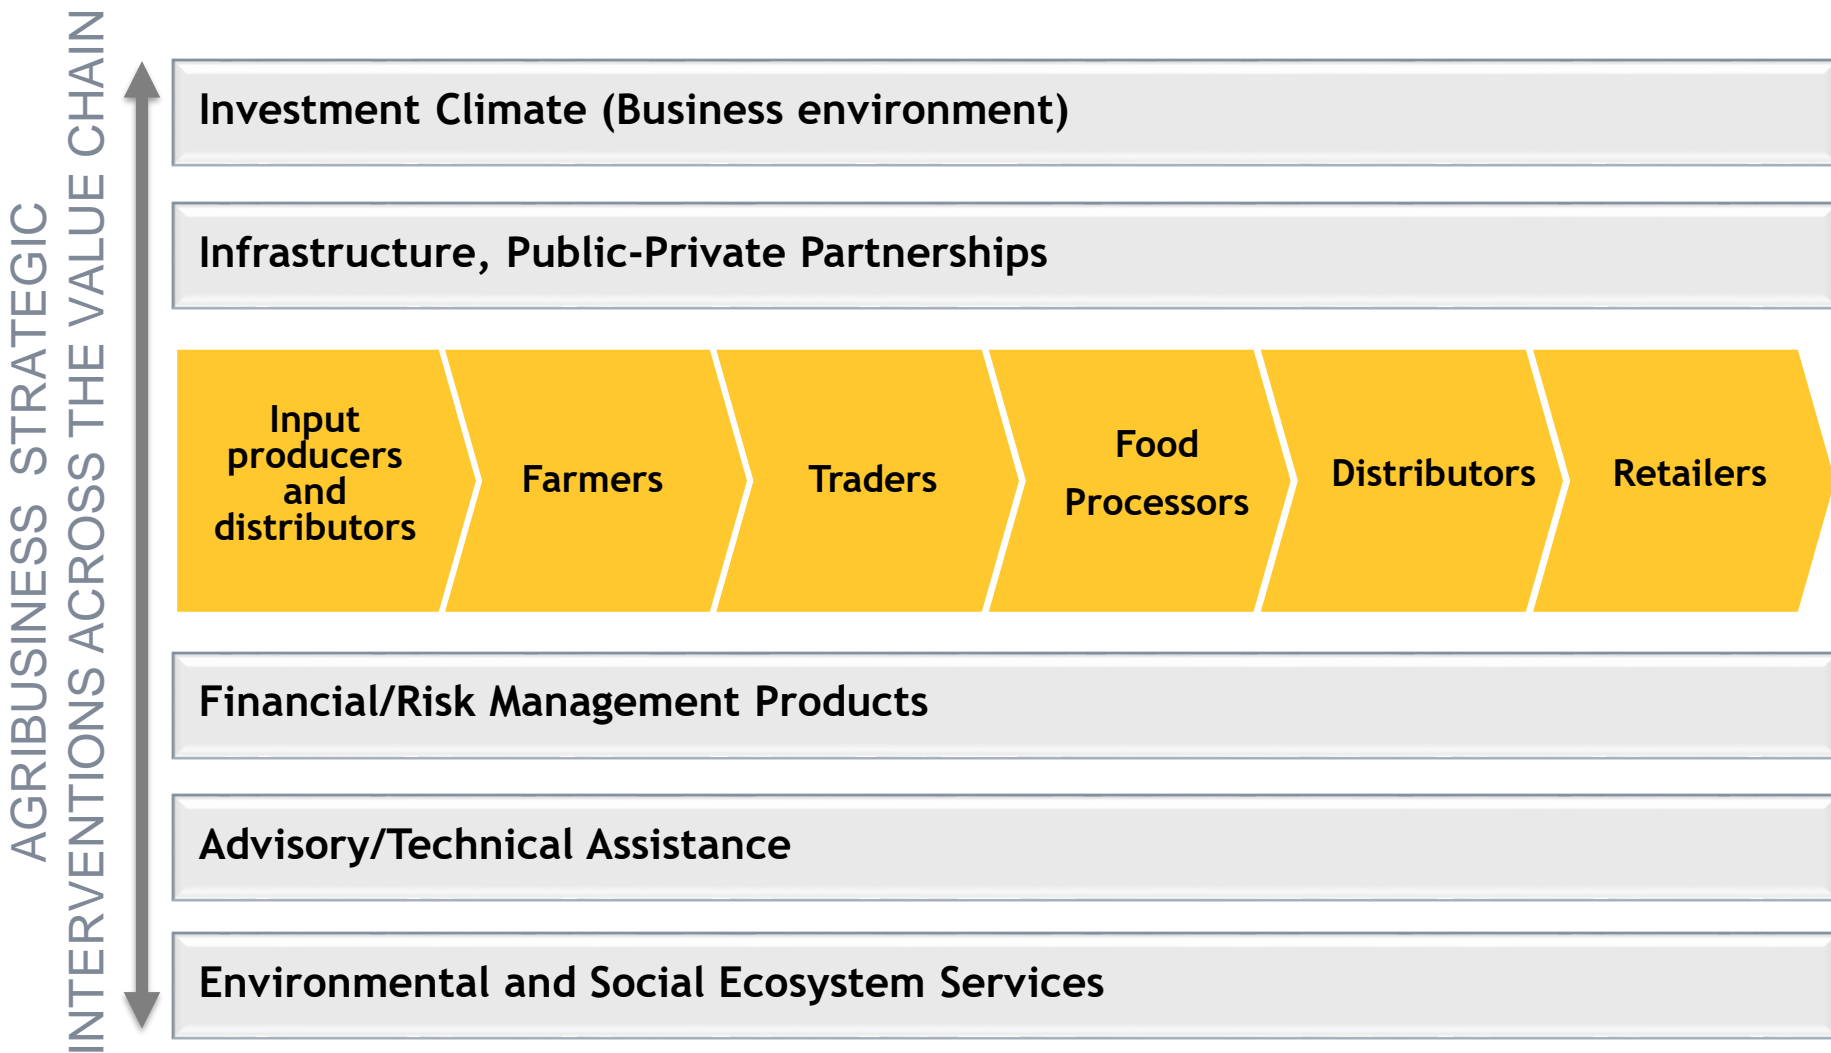 AGRIBUSINESS STRATEGIC
INTERVENTIONS ACROSS THE VALUE CHAIN
Investment Climate (Business environment)
Infrastructure, Public-Private Partnerships
Input
producers
and
distributors
Farmers
Traders
Food
Processors
Distributors
Retailers
Financial/Risk Management Products
Advisory/Technical Assistance
Environmental and Social Ecosystem Services